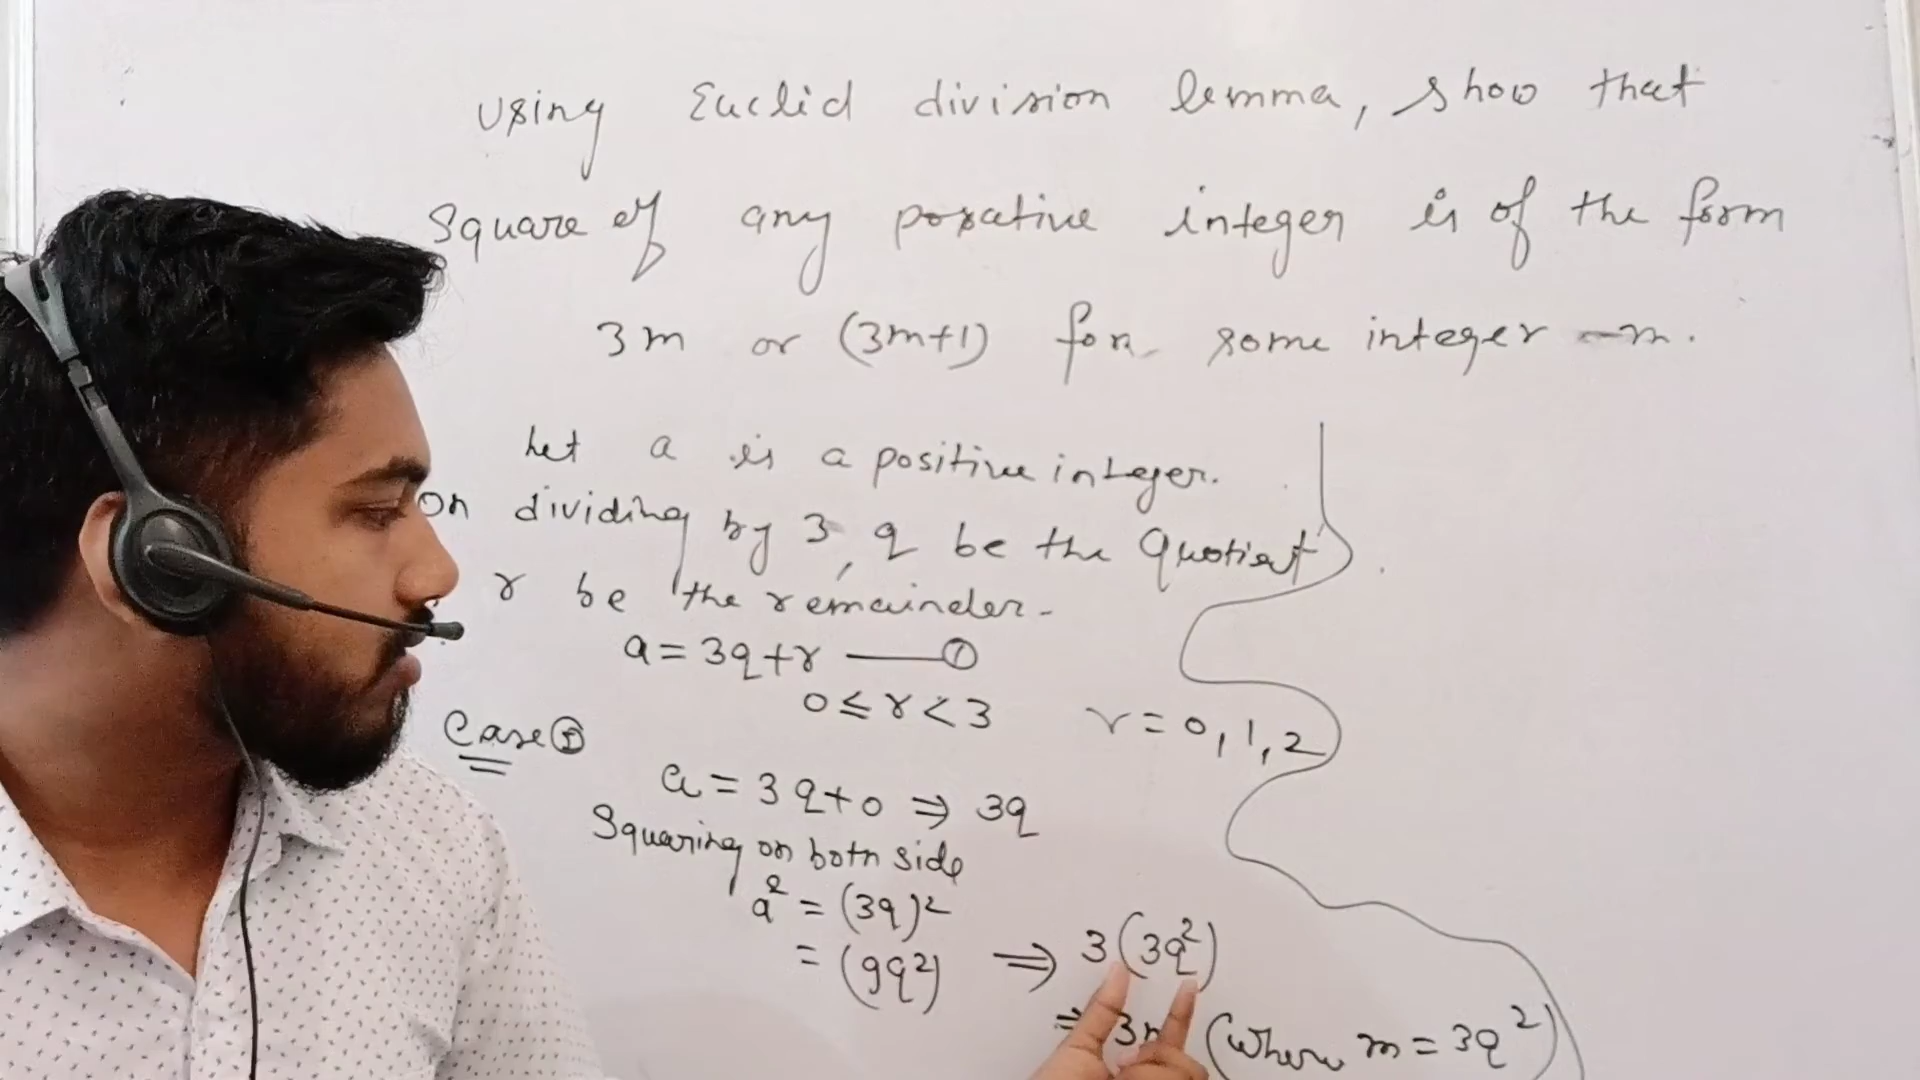 Using Euclid division lemma, show that
Square of any posative integer is of the form
3m or (3m+1) for some integer m.
Let a is a positive integer.
on dividing by 3, q be the Quotient
r be the remainder.
a = 3q+r —— ①
0 ≤ r < 3   r = 0, 1, 2
Case ①
a = 3q+0 ⇒ 3q
Squaring on both side
a² = (3q)²
= (9q²) ⇒ 3(3q²)
⇒ 3m (where m = 3q²)